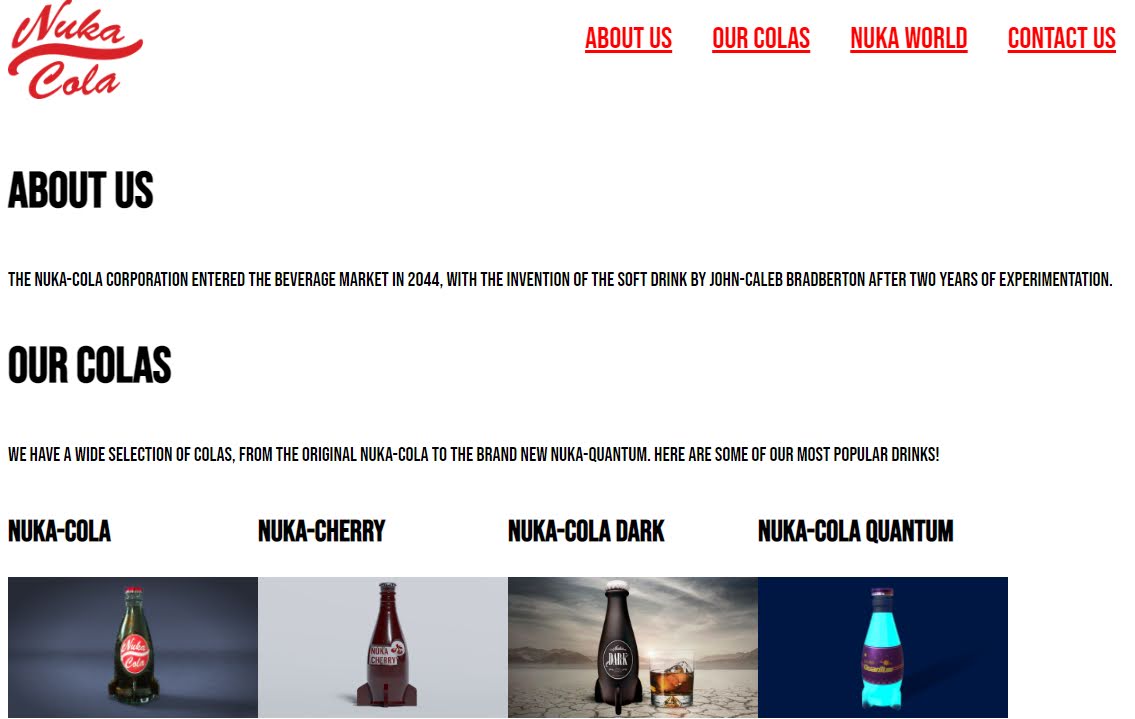 Nuka
Cola
ABOUT US OUR COLAS NUKA WORLD CONTACT US
ABOUT US
THE NUKA-COLA CORPORATION ENTERED THE BEVERAGE MARKET IN 2044, WITH THE INVENTION OF THE SOFT DRINK BY JOHN-CALEB BRADBERTON AFTER TWO YEARS OF EXPERIMENTATION.
OUR COLAS
WE HAVE A WIDE SELECTION OF COLAS, FROM THE ORIGINAL NUKA-COLA TO THE BRAND NEW NUKA-QUANTUM. HERE ARE SOME OF OUR MOST POPULAR DRINKS!
NUKA-COLA NUKA-CHERRY NUKA-COLA DARK NUKA-COLA QUANTUM
Nuka
Cola
NUKA
CHERRY
DARK
Quantum